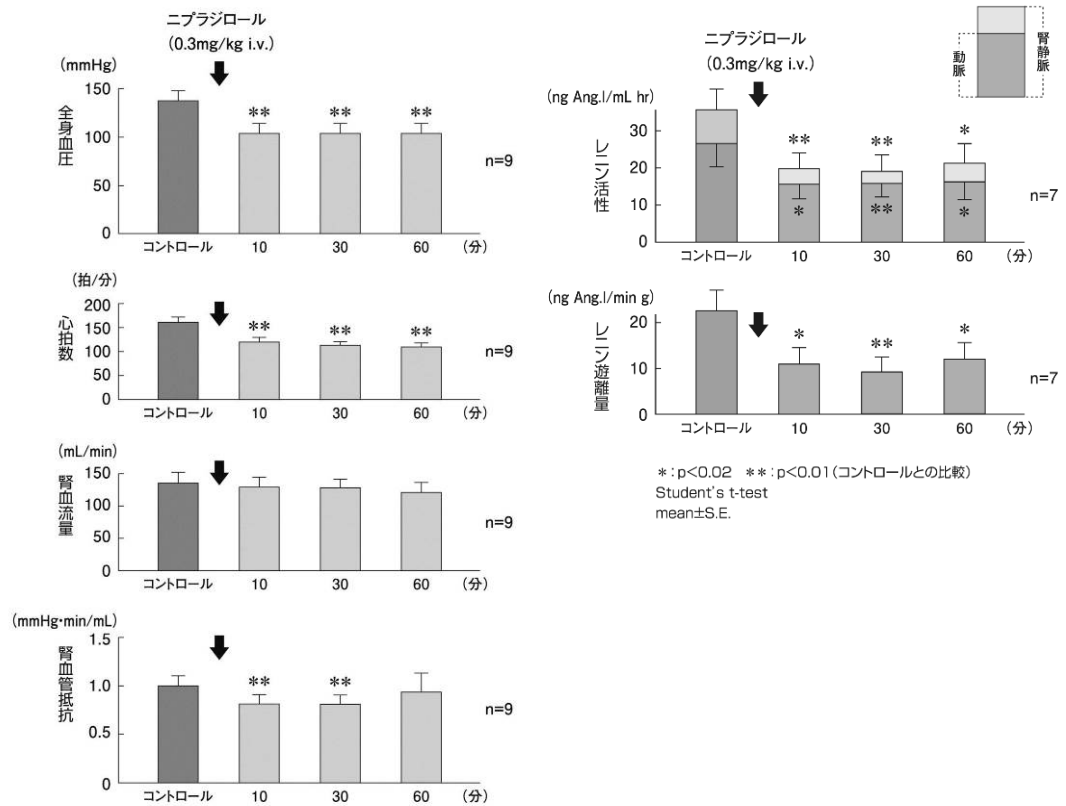 ニプラジロール
(0.3mg/kg i.v.)
(mmHg)
全身血圧
150
100
50
0
** ** **
n=9
コントロール 10 30 60 (分)
(拍/分)
心拍数
200
150
100
50
0
** ** **
n=9
コントロール 10 30 60 (分)
(mL/min)
腎血流量
150
100
50
0
n=9
コントロール 10 30 60 (分)
(mmHg・min/mL)
腎血管抵抗
1.5
1.0
0.5
0
** **
n=9
コントロール 10 30 60 (分)
ニプラジロール
(0.3mg/kg i.v.)
動脈
腎静脈
(ng Ang.I/mL hr)
レニン活性
30
20
10
0
** ** *
* ** *
n=7
コントロール 10 30 60 (分)
(ng Ang.I/min g)
レニン遊離量
20
10
0
* ** *
n=7
コントロール 10 30 60 (分)
*:p<0.02 **:p<0.01(コントロールとの比較)
Student's t-test
mean±S.E.